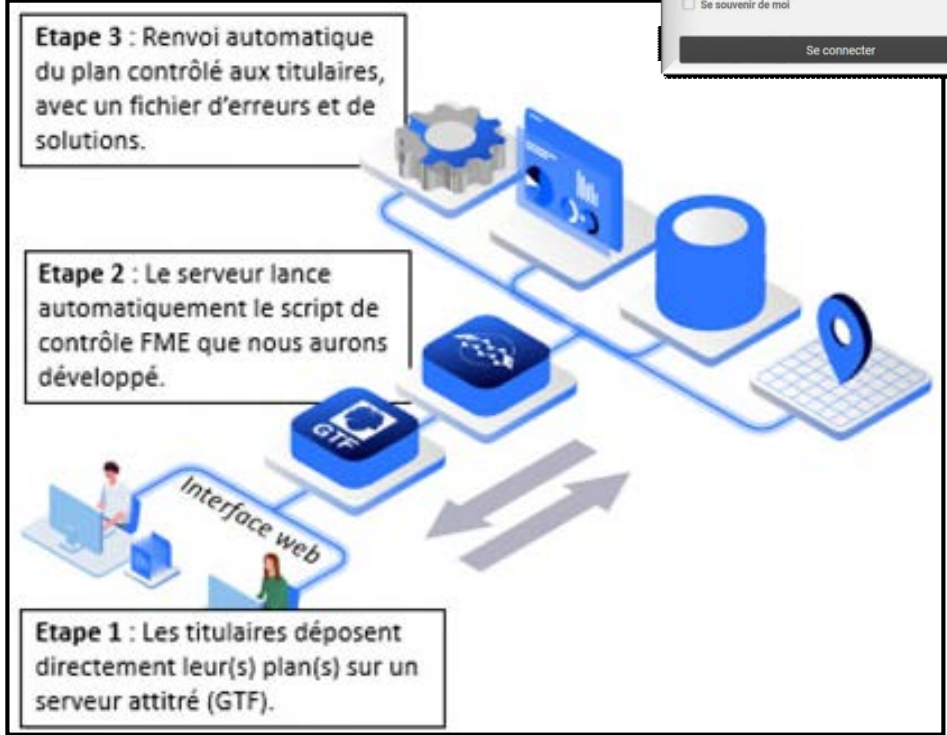 Se souvenir de moi
Se connecter
Etape 3 : Renvoi automatique
du plan contrôlé aux titulaires,
avec un fichier d'erreurs et de
solutions.
Etape 2 : Le serveur lance
automatiquement le script de
contrôle FME que nous aurons
développé.
GTF
Interface web
Etape 1 : Les titulaires déposent
directement leur(s) plan(s) sur un
serveur attitré (GTF).